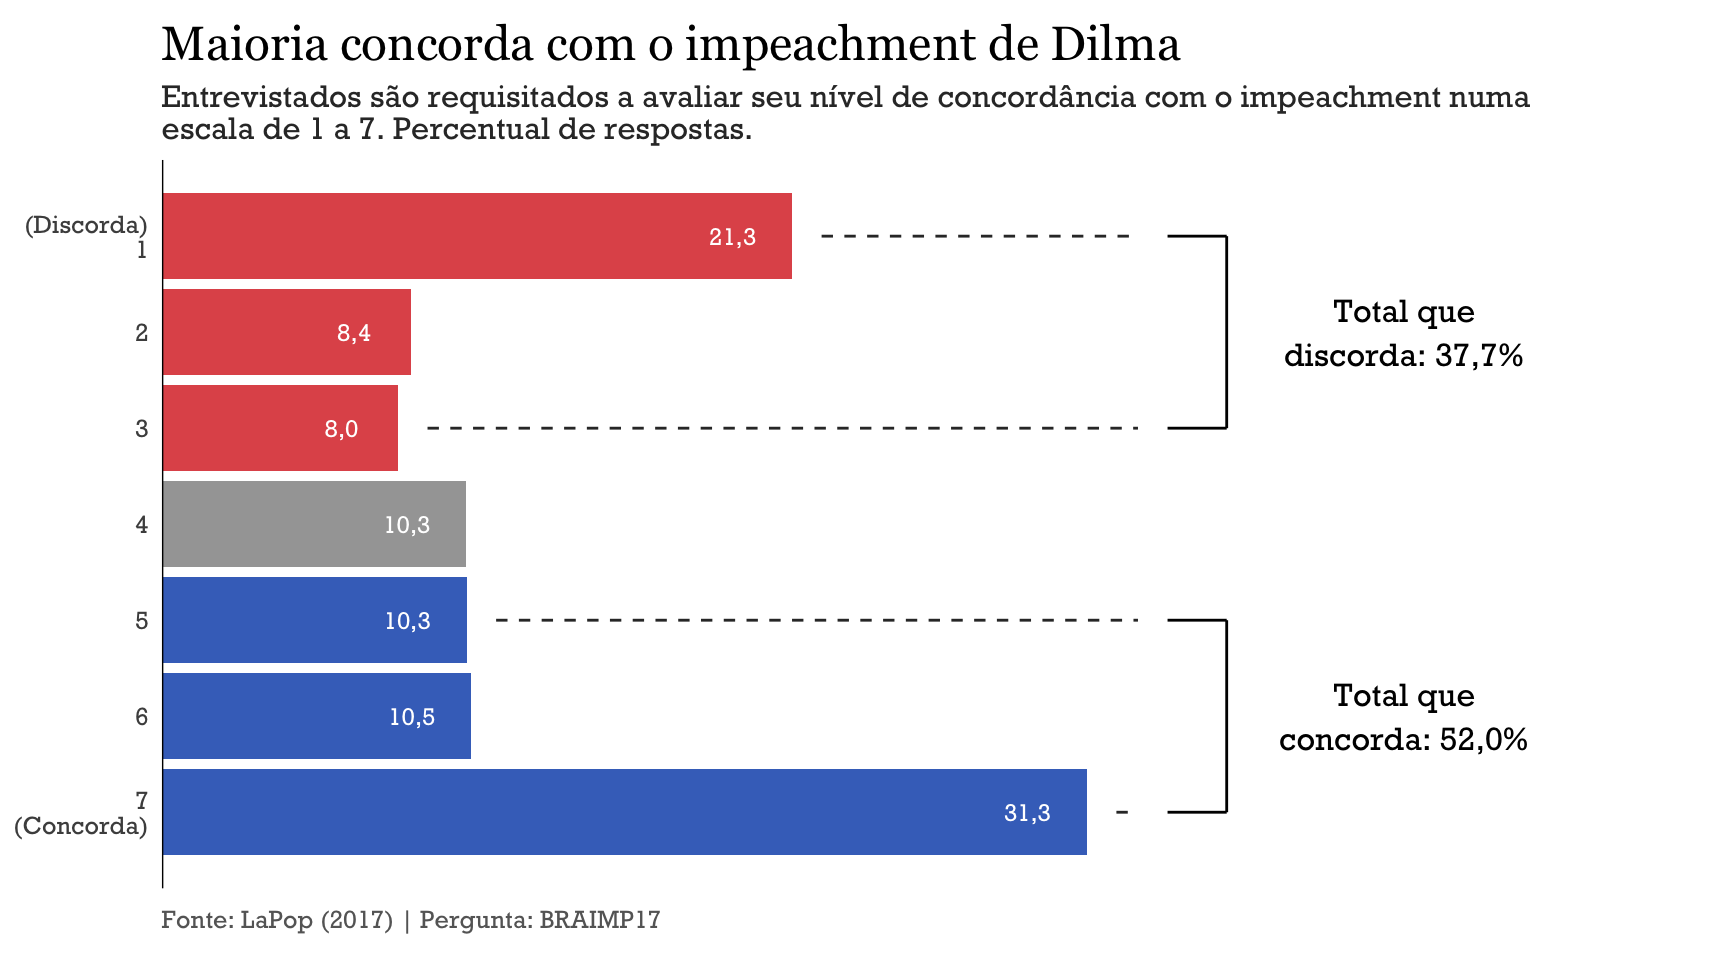 Maioria concorda com o impeachment de Dilma
Entrevistados são requisitados a avaliar seu nível de concordância com o impeachment numa
escala de 1 a 7. Percentual de respostas.
(Discorda)
1
21,3
2
8,4
3
8,0
Total que
discorda: 37,7%
4
10,3
5
10,3
6
10,5
7
(Concorda)
31,3
Total que
concorda: 52,0%
Fonte: LaPop (2017) | Pergunta: BRAIMP17